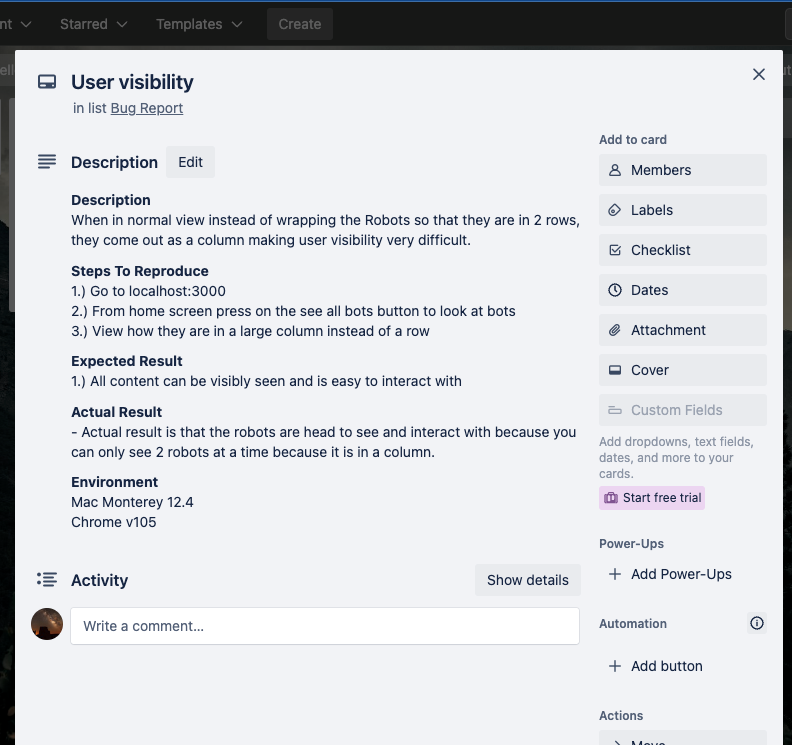 nt Starred Templates Create
User visibility
in list Bug Report
Add to card
Description Edit
Members
Description
When in normal view instead of wrapping the Robots so that they are in 2 rows,
they come out as a column making user visibility very difficult.
Labels
Checklist
Steps To Reproduce
1.) Go to localhost:3000
2.) From home screen press on the see all bots button to look at bots
3.) View how they are in a large column instead of a row
Dates
Attachment
Expected Result
1.) All content can be visibly seen and is easy to interact with
Cover
Actual Result
- Actual result is that the robots are head to see and interact with because you
can only see 2 robots at a time because it is in a column.
Custom Fields
Add dropdowns, text fields,
dates, and more to your
cards.
Start free trial
Environment
Mac Monterey 12.4
Chrome v105
Power-Ups
Add Power-Ups
Activity Show details
Write a comment...
Automation
Add button
Actions
Move